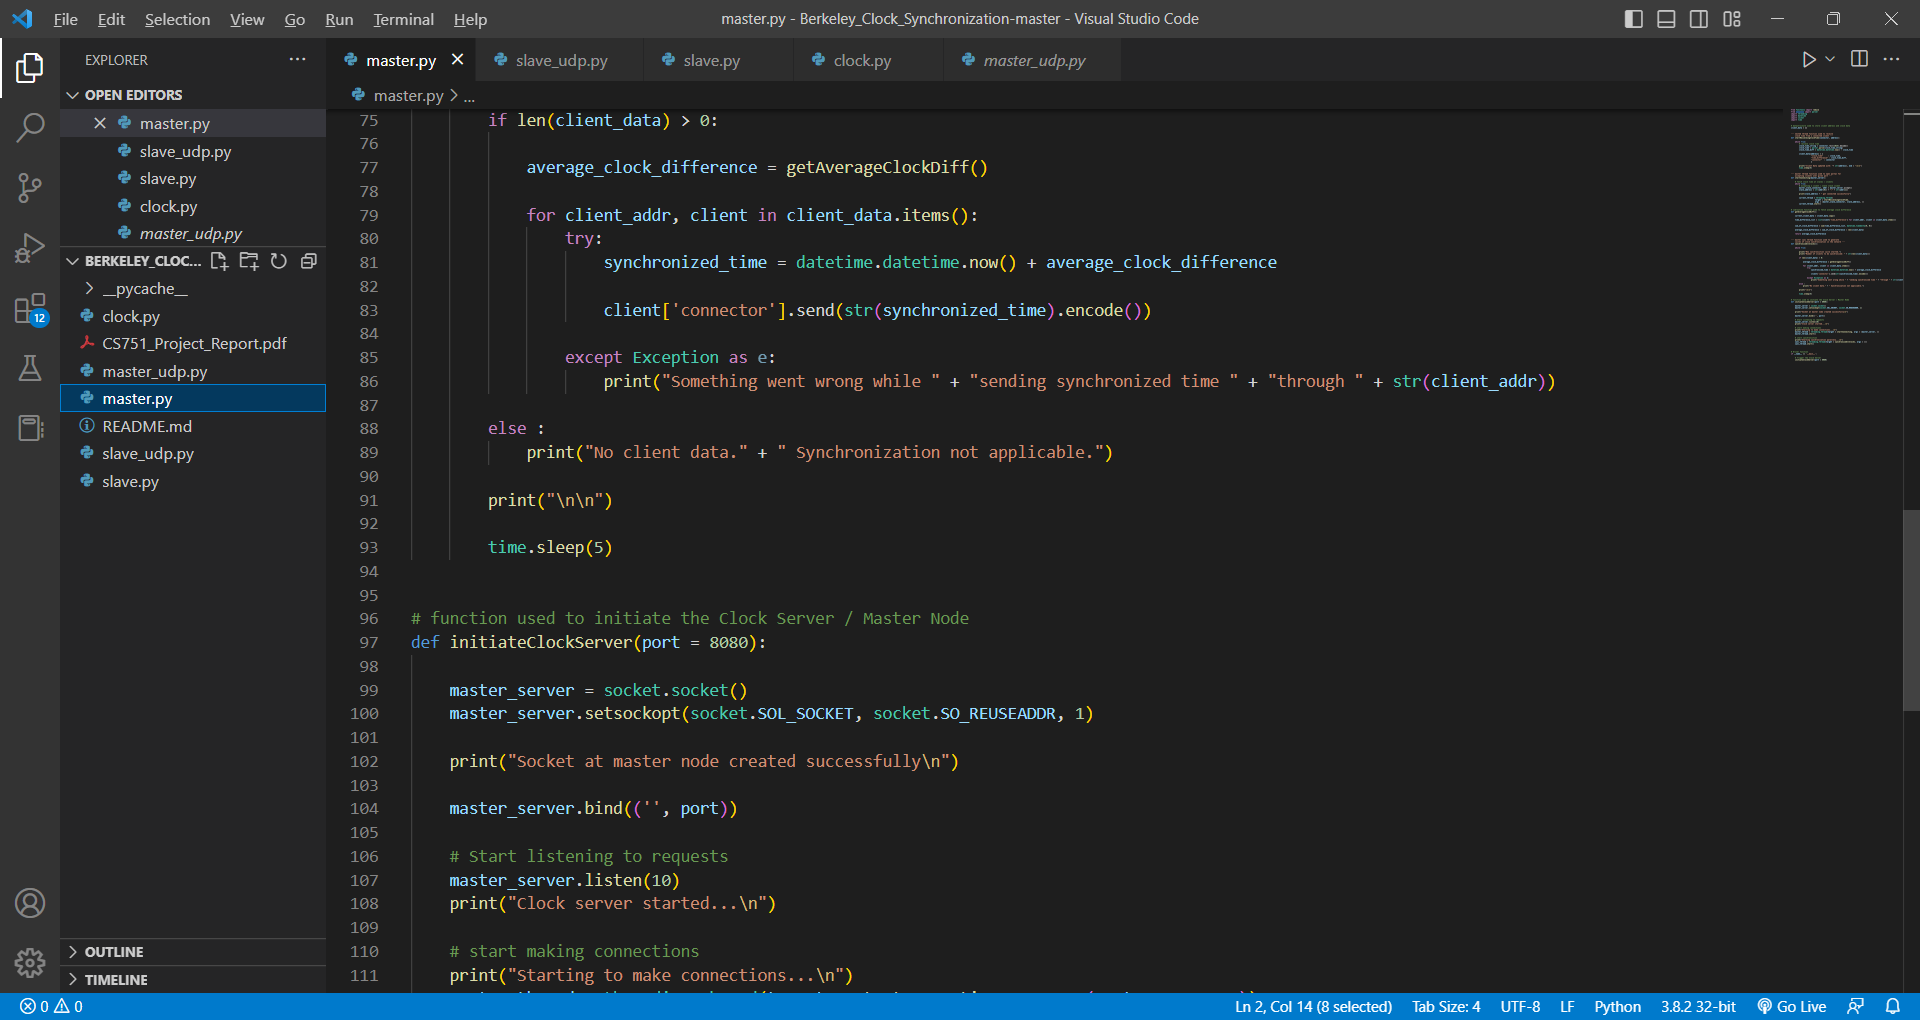 File Edit Selection View Go Run Terminal Help
master.py - Berkeley_Clock_Synchronization-master - Visual Studio Code
EXPLORER
OPEN EDITORS
master.py
slave_udp.py
slave.py
clock.py
master_udp.py
BERKELEY_CLOC...
__pycache__
clock.py
CS751_Project_Report.pdf
master_udp.py
master.py
README.md
slave_udp.py
slave.py
OUTLINE
TIMELINE
12
master.py slave_udp.py slave.py clock.py master_udp.py
master.py > ...
75 if len(client_data) > 0:
76
77 average_clock_difference = getAverageClockDiff()
78
79 for client_addr, client in client_data.items():
80 try:
81 synchronized_time = datetime.datetime.now() + average_clock_difference
82
83 client['connector'].send(str(synchronized_time).encode())
84
85 except Exception as e:
86 print("Something went wrong while " + "sending synchronized time " + "through " + str(client_addr))
87
88 else :
89 print("No client data." + " Synchronization not applicable.")
90
91 print("\n\n")
92
93 time.sleep(5)
94
95
96 # function used to initiate the Clock Server / Master Node
97 def initiateClockServer(port = 8080):
98
99 master_server = socket.socket()
100 master_server.setsockopt(socket.SOL_SOCKET, socket.SO_REUSEADDR, 1)
101
102 print("Socket at master node created successfully\n")
103
104 master_server.bind(('', port))
105
106 # Start listening to requests
107 master_server.listen(10)
108 print("Clock server started...\n")
109
110 # start making connections
111 print("Starting to make connections...\n")
0 0
Ln 2, Col 14 (8 selected) Tab Size: 4 UTF-8 LF Python 3.8.2 32-bit Go Live